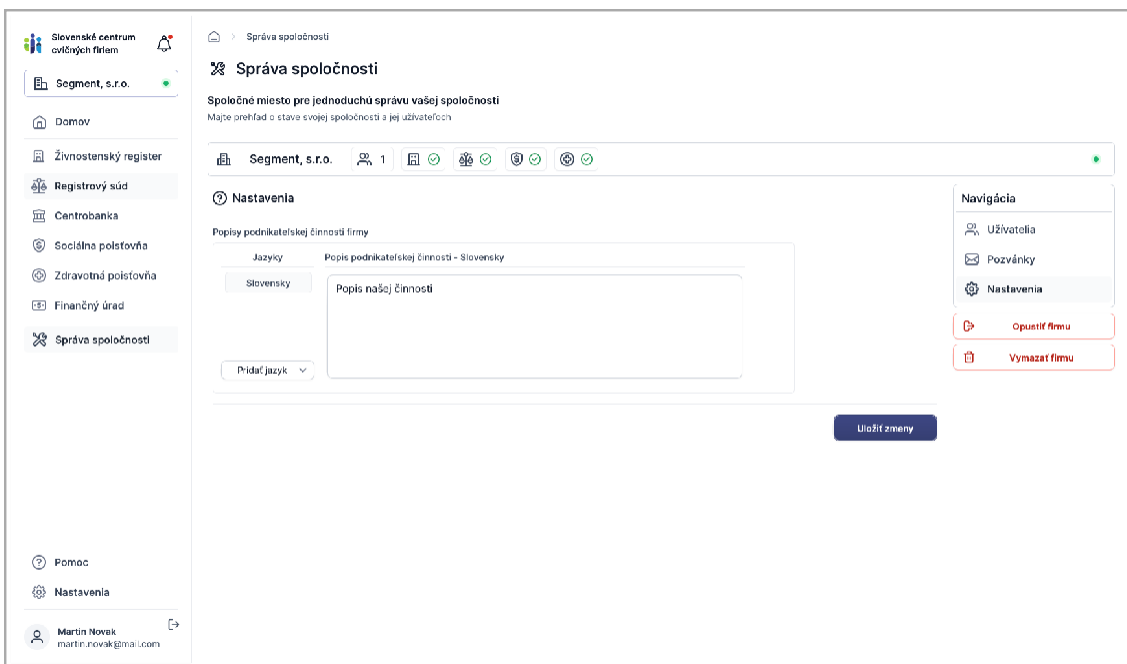 Slovenské centrum
cvičných firiem
Segment, s.r.o.
Domov
Živnostenský register
Registrový súd
Centrobanka
Sociálna poisťovňa
Zdravotná poisťovňa
Finančný úrad
Správa spoločnosti
Pomoc
Nastavenia
Martin Novak
martin.novak@mail.com
Správa spoločnosti
Správa spoločnosti
Spoločné miesto pre jednoduchú správu vašej spoločnosti
Majte prehľad o stave svojej spoločnosti a jej užívateľoch
Segment, s.r.o. 1
Nastavenia
Popisy podnikateľskej činnosti firmy
Jazyky Popis podnikateľskej činnosti - Slovensky
Slovensky
Popis našej činnosti
Pridať jazyk
Uložiť zmeny
Navigácia
Užívatelia
Pozvánky
Nastavenia
Opustiť firmu
Vymazať firmu